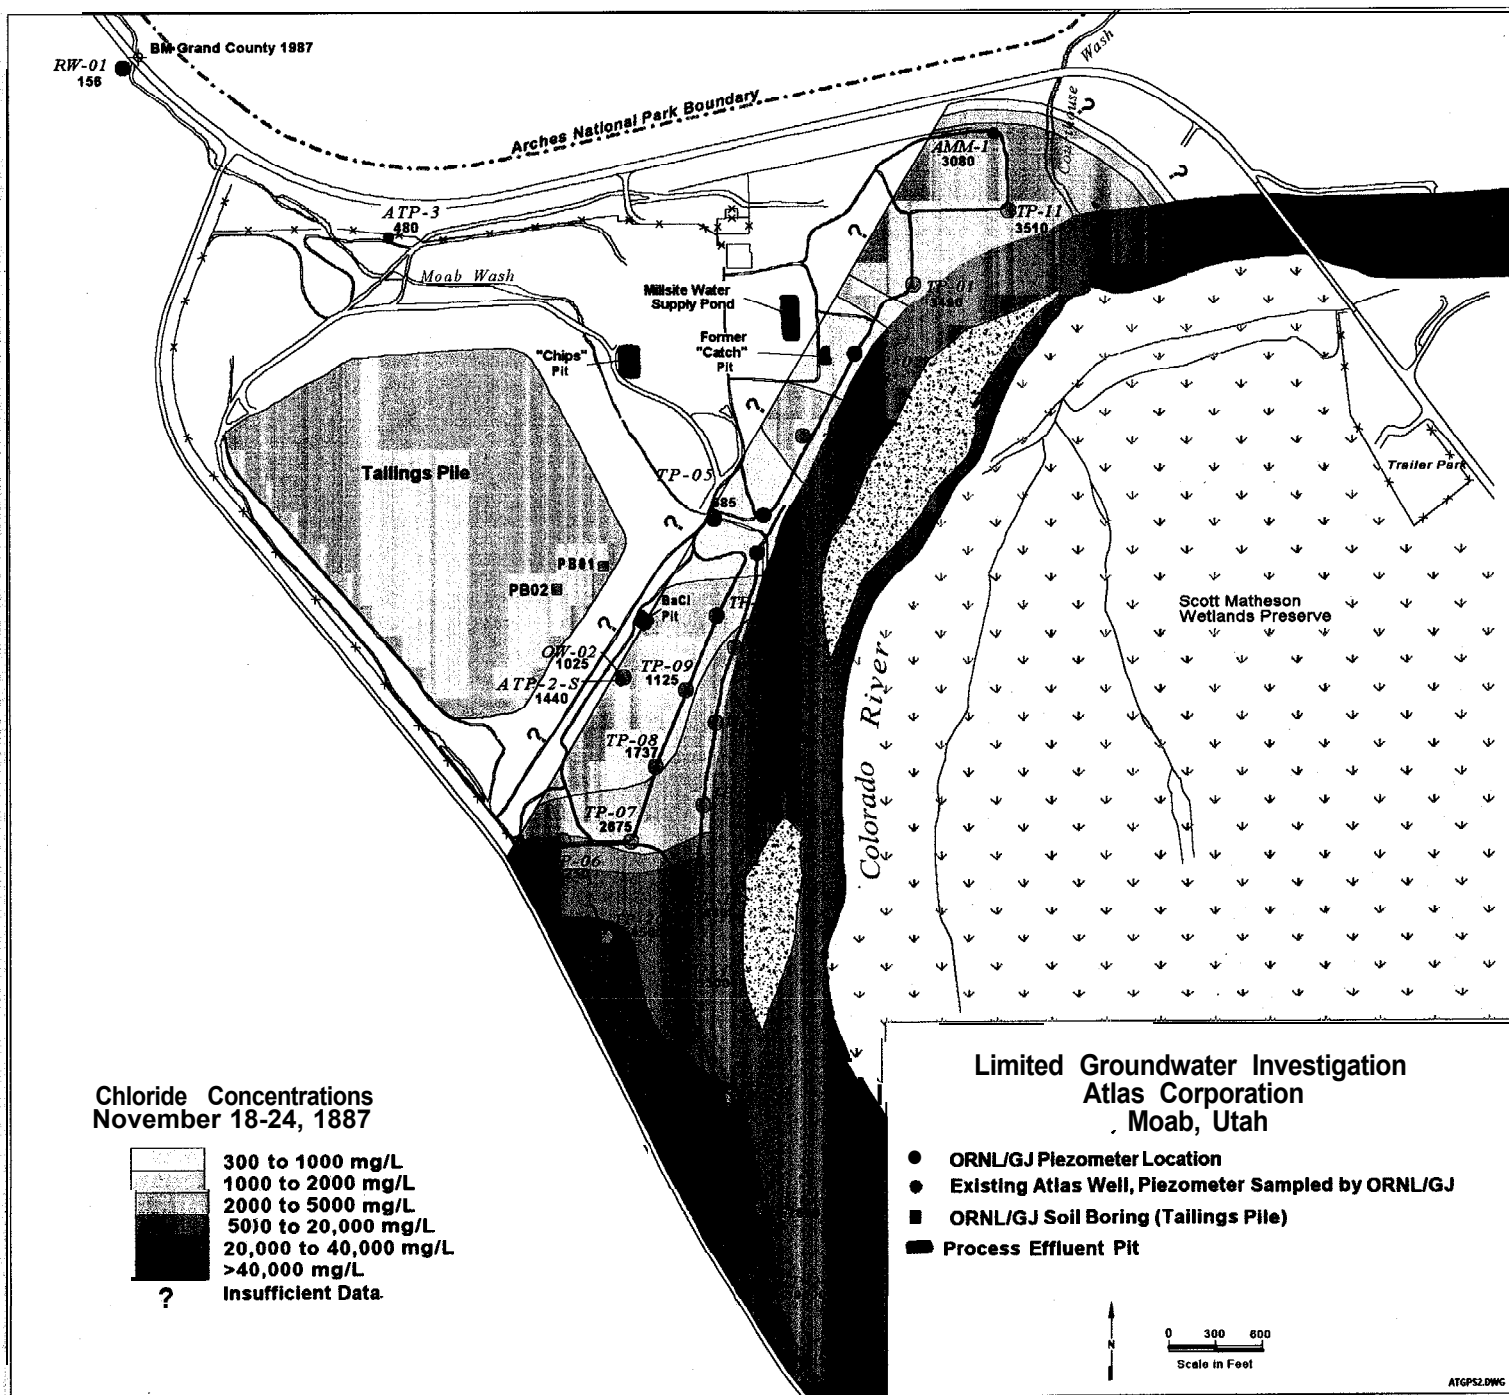 BM Grand County 1987
RW-01
156
Arches National Park Boundary
Courthouse Wash
?
AMM-1
3080
?
ATP-3
480
TP-11
3510
?
Moab Wash
TP-01
3490
Millsite Water
Supply Pond
"Chips"
Pit
Former
"Catch"
Pit
?
Trailer Park
Tailings Pile
TP-05
?
PB01
PB02
BaCl
Pit
?
Scott Matheson
Wetlands Preserve
OW-02
1025
TP-09
1125
ATP-2-S
1440
?
TP-08
1737
Colorado River
TP-07
2675
Chloride Concentrations
November 18-24, 1887
300 to 1000 mg/L
1000 to 2000 mg/L
2000 to 5000 mg/L
5000 to 20,000 mg/L
20,000 to 40,000 mg/L
>40,000 mg/L
? Insufficient Data
Limited Groundwater Investigation
Atlas Corporation
Moab, Utah
ORNL/GJ Piezometer Location
Existing Atlas Well, Piezometer Sampled by ORNL/GJ
ORNL/GJ Soil Boring (Tailings Pile)
Process Effluent Pit
N
0 300 600
Scale in Feet
ATGPS2.DWG